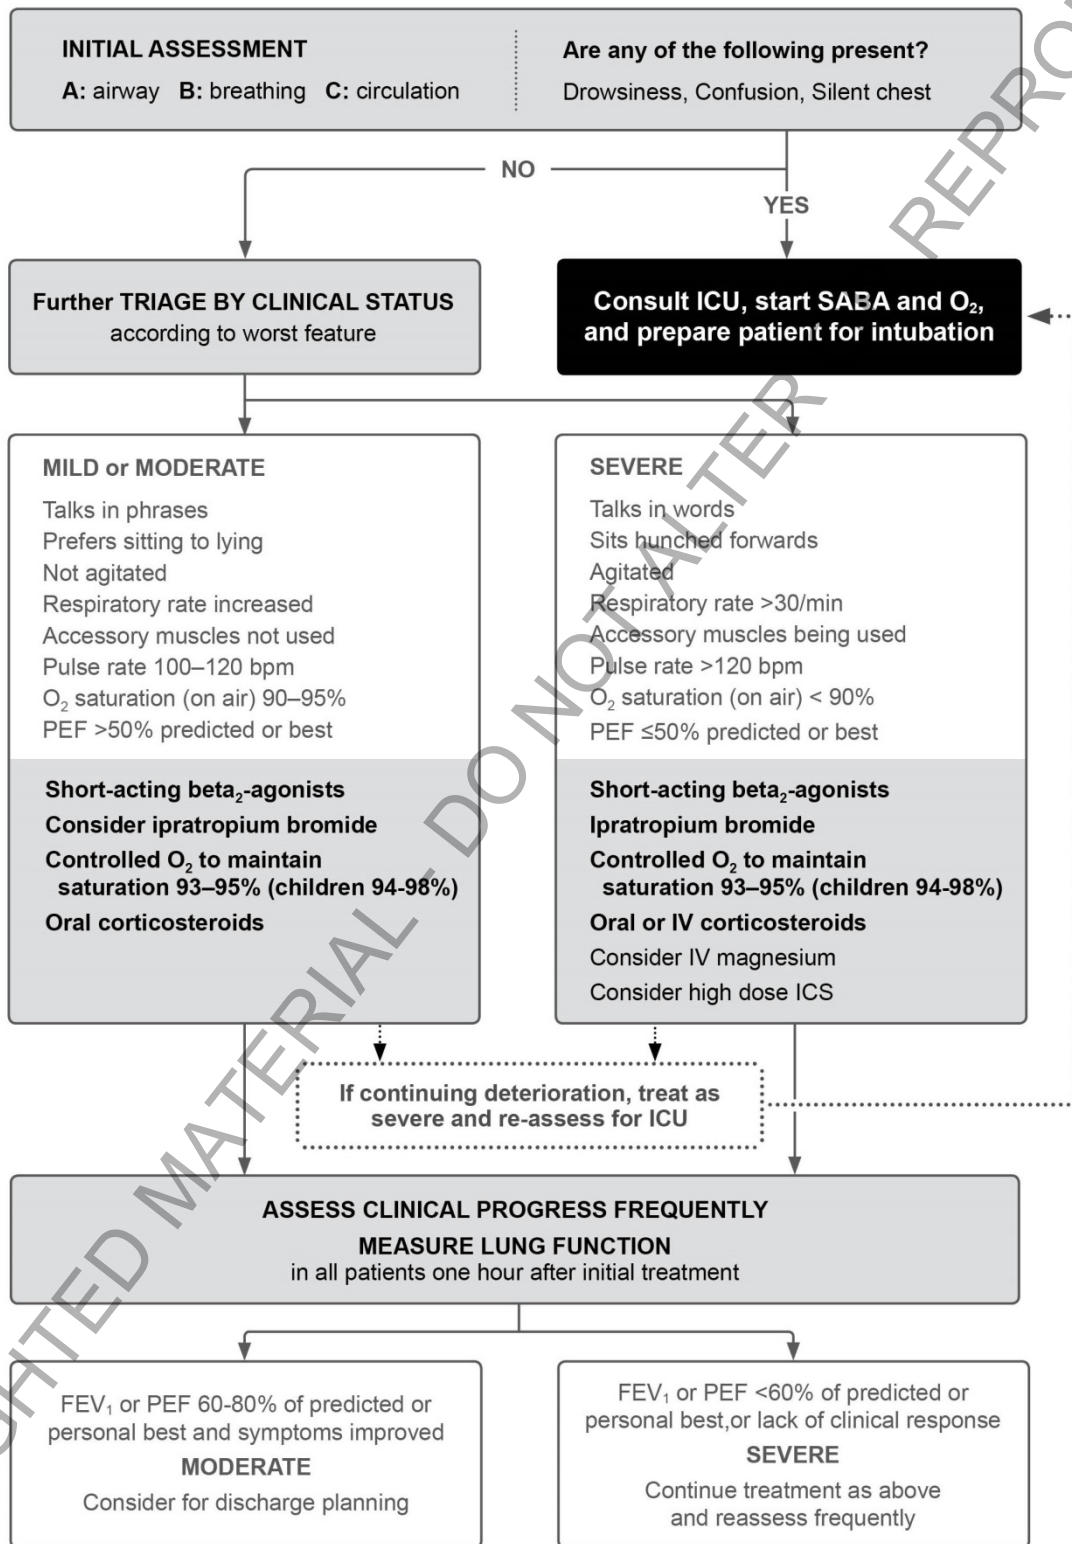 INITIAL ASSESSMENT
A: airway B: breathing C: circulation
Are any of the following present?
Drowsiness, Confusion, Silent chest
NO
YES
Further TRIAGE BY CLINICAL STATUS
according to worst feature
Consult ICU, start SABA and O₂,
and prepare patient for intubation
MILD or MODERATE
Talks in phrases
Prefers sitting to lying
Not agitated
Respiratory rate increased
Accessory muscles not used
Pulse rate 100–120 bpm
O₂ saturation (on air) 90–95%
PEF >50% predicted or best
Short-acting beta₂-agonists
Consider ipratropium bromide
Controlled O₂ to maintain
saturation 93–95% (children 94-98%)
Oral corticosteroids
SEVERE
Talks in words
Sits hunched forwards
Agitated
Respiratory rate >30/min
Accessory muscles being used
Pulse rate >120 bpm
O₂ saturation (on air) < 90%
PEF ≤50% predicted or best
Short-acting beta₂-agonists
Ipratropium bromide
Controlled O₂ to maintain
saturation 93–95% (children 94-98%)
Oral or IV corticosteroids
Consider IV magnesium
Consider high dose ICS
If continuing deterioration, treat as
severe and re-assess for ICU
ASSESS CLINICAL PROGRESS FREQUENTLY
MEASURE LUNG FUNCTION
in all patients one hour after initial treatment
FEV₁ or PEF 60-80% of predicted or
personal best and symptoms improved
MODERATE
Consider for discharge planning
FEV₁ or PEF <60% of predicted or
personal best,or lack of clinical response
SEVERE
Continue treatment as above
and reassess frequently
MATERIAL - DO NOT ALTER